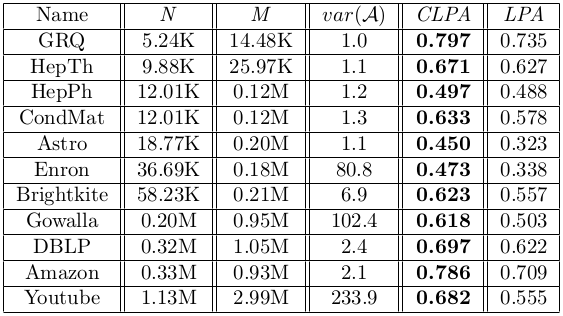 Name N M var(A) CLPA LPA
GRQ 5.24K 14.48K 1.0 0.797 0.735
HepTh 9.88K 25.97K 1.1 0.671 0.627
HepPh 12.01K 0.12M 1.2 0.497 0.488
CondMat 12.01K 0.12M 1.3 0.633 0.578
Astro 18.77K 0.20M 1.1 0.450 0.323
Enron 36.69K 0.18M 80.8 0.473 0.338
Brightkite 58.23K 0.21M 6.9 0.623 0.557
Gowalla 0.20M 0.95M 102.4 0.618 0.503
DBLP 0.32M 1.05M 2.4 0.697 0.622
Amazon 0.33M 0.93M 2.1 0.786 0.709
Youtube 1.13M 2.99M 233.9 0.682 0.555